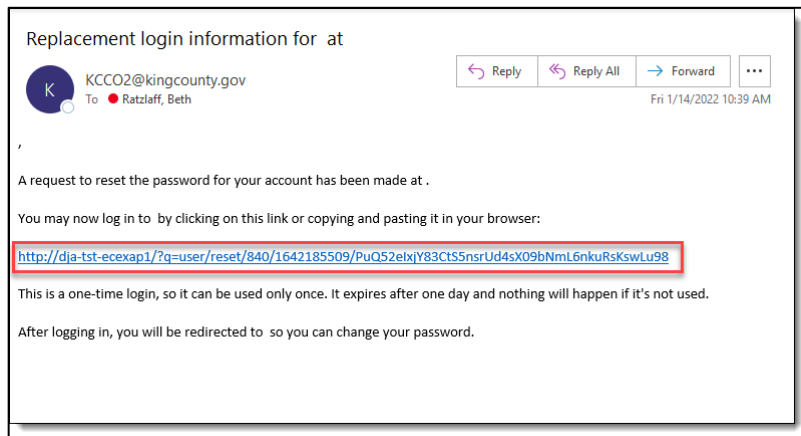 Replacement login information for at
K
KCCO2@kingcounty.gov
To Ratzlaff, Beth
Reply
Reply All
Forward
...
Fri 1/14/2022 10:39 AM
,
A request to reset the password for your account has been made at .
You may now log in to by clicking on this link or copying and pasting it in your browser:
http://dja-tst-ecexap1/?q=user/reset/840/1642185509/PuQ52eIxjY83CtS5nsrUd4sX09bNmL6nkuRsKswLu98
This is a one-time login, so it can be used only once. It expires after one day and nothing will happen if it's not used.
After logging in, you will be redirected to so you can change your password.